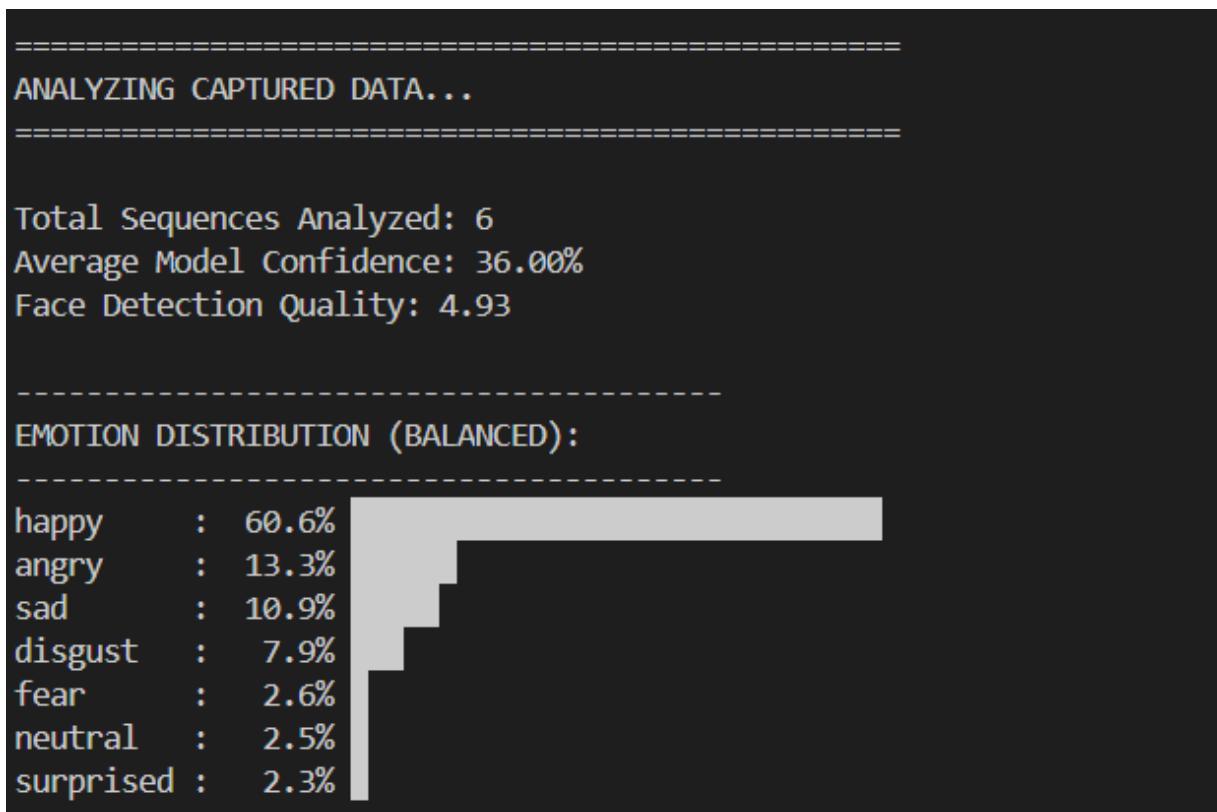 ==================================================
ANALYZING CAPTURED DATA...
==================================================
Total Sequences Analyzed: 6
Average Model Confidence: 36.00%
Face Detection Quality: 4.93
----------------------------------------
EMOTION DISTRIBUTION (BALANCED):
----------------------------------------
happy      :  60.6%
angry      :  13.3%
sad        :  10.9%
disgust    :   7.9%
fear       :   2.6%
neutral    :   2.5%
surprised  :   2.3%